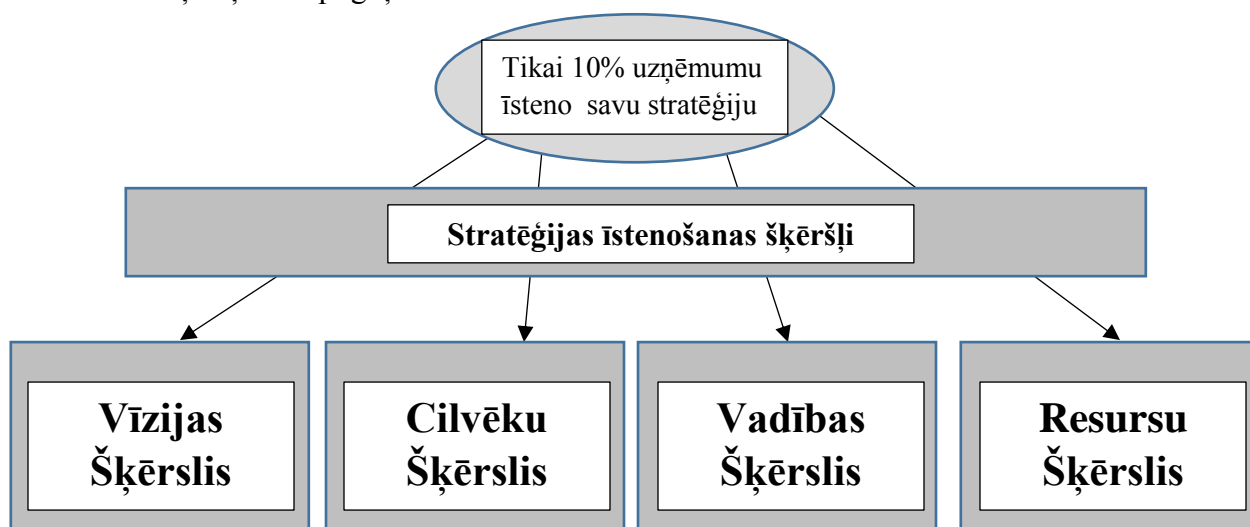 Tikai 10% uzņēmumu
īsteno savu stratēģiju
Stratēģijas īstenošanas šķēršļi
Vīzijas
Šķērslis
Cilvēku
Šķērslis
Vadības
Šķērslis
Resursu
Šķērslis